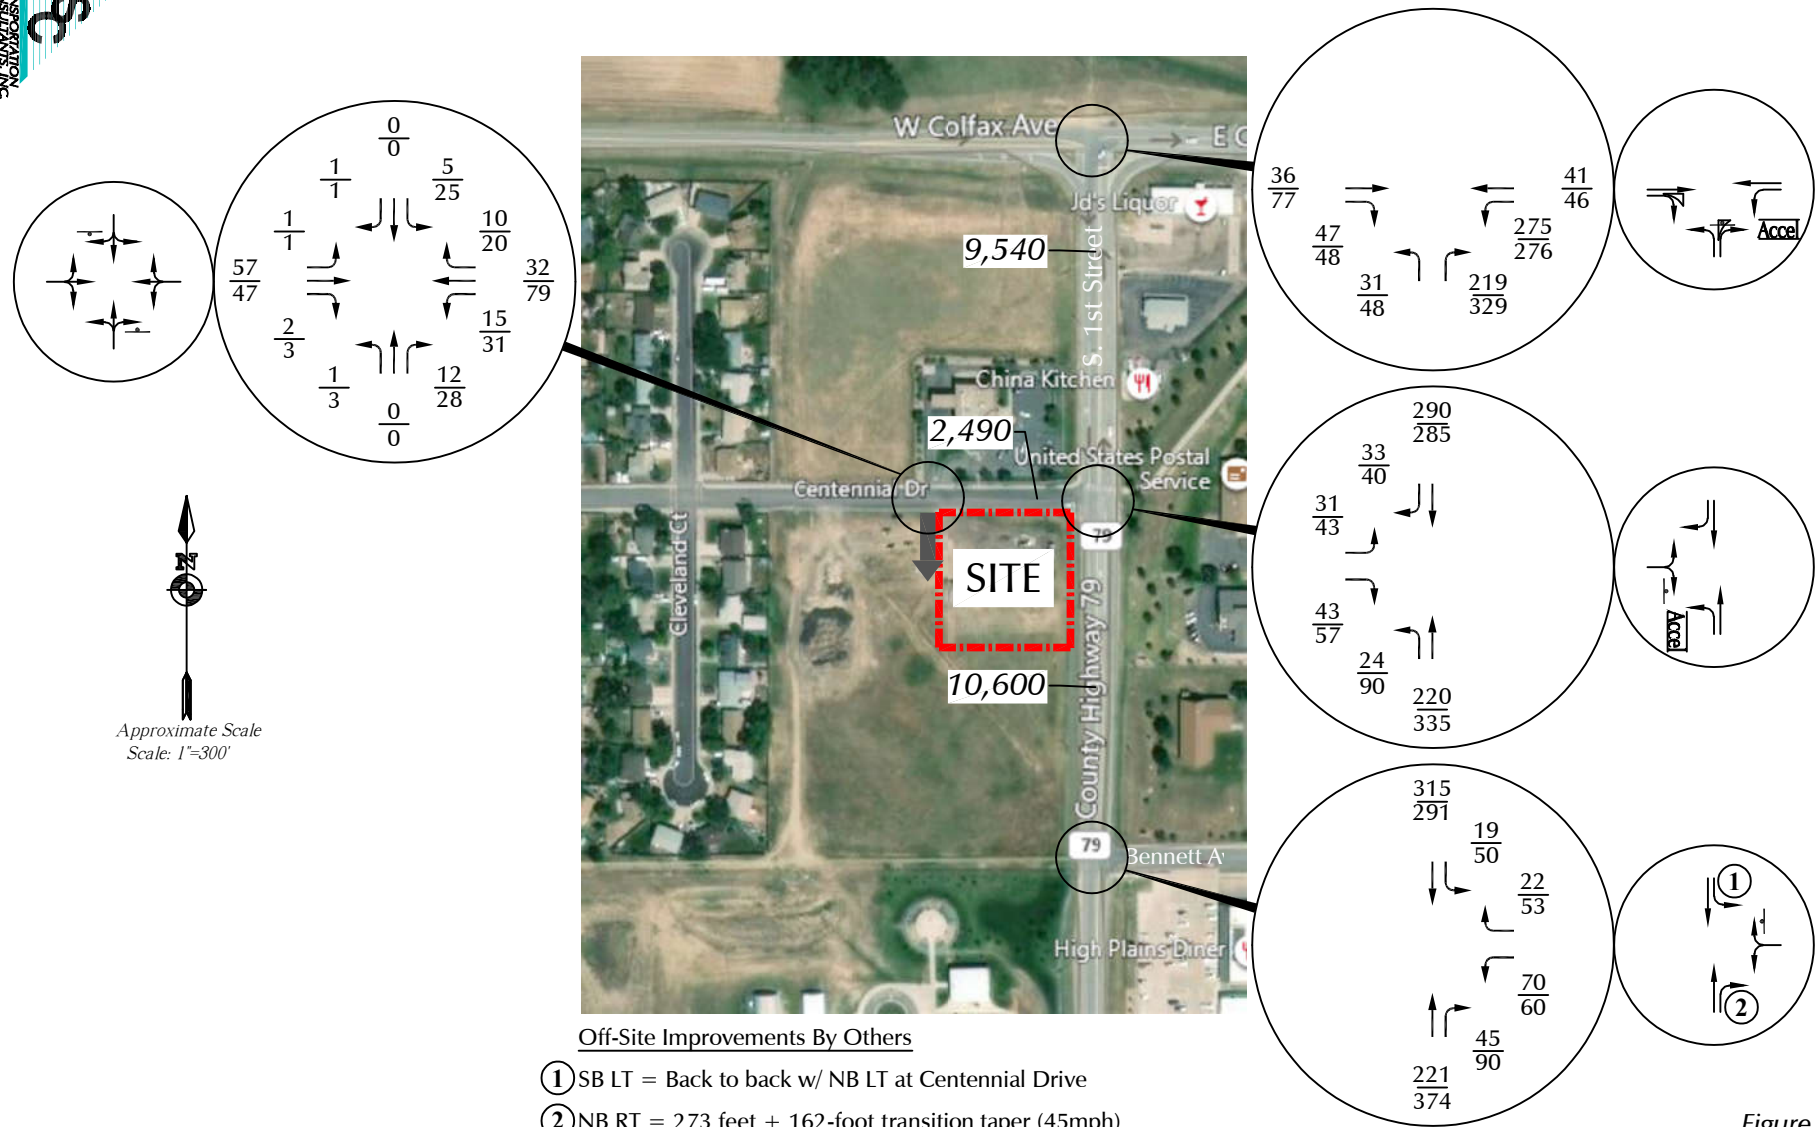 SC
NSPORTATION
SULTANTS, INC.
0
0
1
1
5
25
1
1
10
20
57
47
32
79
2
3
15
31
1
3
12
28
0
0
N
Approximate Scale
Scale: 1"=300'
W Colfax Ave
E C
Jd's Liquor
9,540
S. 1st Street
China Kitchen
2,490
United States Postal
Service
Centennial Dr
79
Cleveland Ct
SITE
10,600
County Highway 79
79
Bennett Av
High Plains Diner
36
77
41
46
47
48
275
276
31
48
219
329
Accel
290
285
33
40
31
43
43
57
24
90
220
335
Accel
315
291
19
50
22
53
70
60
45
90
221
374
1
2
Off-Site Improvements By Others
1 SB LT = Back to back w/ NB LT at Centennial Drive
2 NB RT = 273 feet + 162-foot transition taper (45mph)
Figure